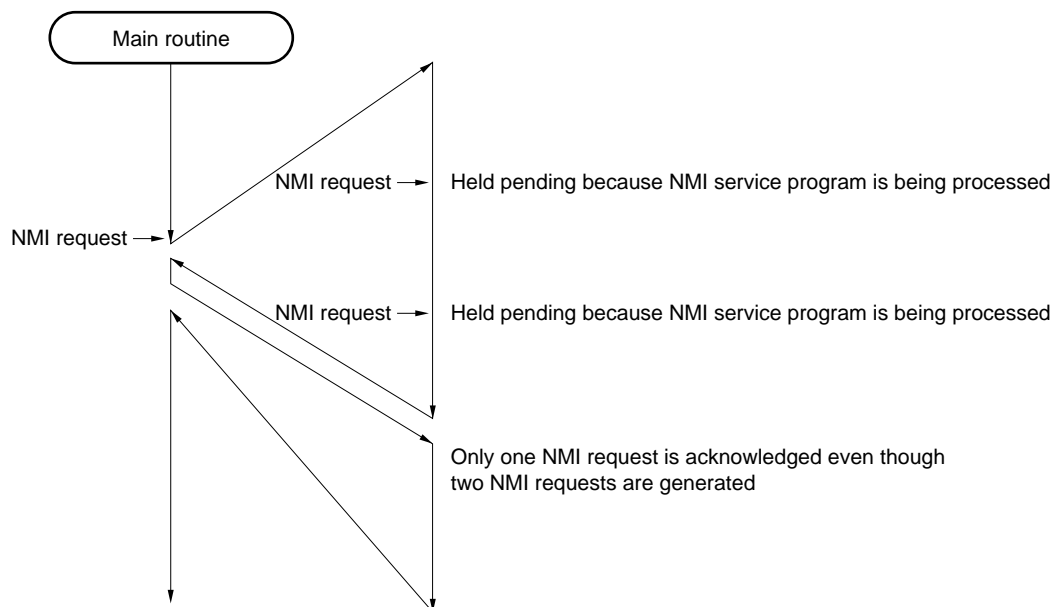 Main routine
NMI request
Held pending because NMI service program is being processed
NMI request
NMI request
Held pending because NMI service program is being processed
Only one NMI request is acknowledged even though
two NMI requests are generated